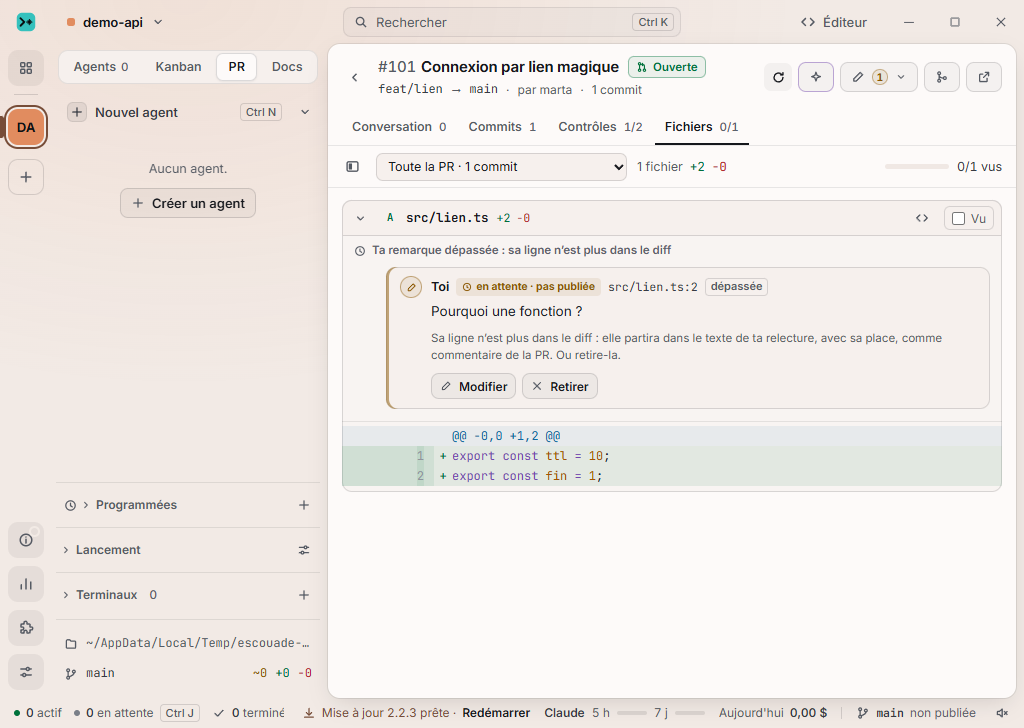 demo-api
Rechercher
Ctrl K
Éditeur
Agents 0
Kanban
PR
Docs
DA
Nouvel agent
Ctrl N
Aucun agent.
Créer un agent
Programmées
Lancement
Terminaux 0
~/AppData/Local/Temp/escouade-…
main
~0 +0 -0
#101 Connexion par lien magique
Ouverte
feat/lien → main · par marta · 1 commit
1
Conversation 0
Commits 1
Contrôles 1/2
Fichiers 0/1
Toute la PR · 1 commit
1 fichier +2 -0
0/1 vus
A src/lien.ts +2 -0
Vu
Ta remarque dépassée : sa ligne n’est plus dans le diff
Toi
en attente · pas publiée
src/lien.ts:2
dépassée
Pourquoi une fonction ?
Sa ligne n’est plus dans le diff : elle partira dans le texte de ta relecture, avec sa place, comme
commentaire de la PR. Ou retire-la.
Modifier
Retirer
@@ -0,0 +1,2 @@
1 + export const ttl = 10;
2 + export const fin = 1;
0 actif
0 en attente
Ctrl J
0 terminé
Mise à jour 2.2.3 prête · Redémarrer
Claude 5 h
7 j
Aujourd'hui 0,00 $
main non publiée